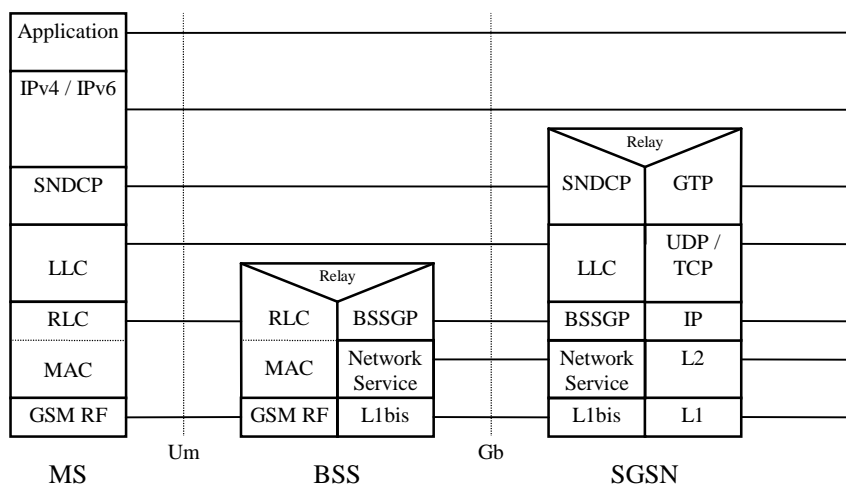 Application
IPv4 / IPv6
Relay
SNDCP
SNDCP
GTP
LLC
Relay
LLC
UDP /
TCP
RLC
RLC
BSSGP
BSSGP
IP
MAC
MAC
Network
Service
Network
Service
L2
GSM RF
GSM RF
L1bis
L1bis
L1
Um
Gb
MS
BSS
SGSN